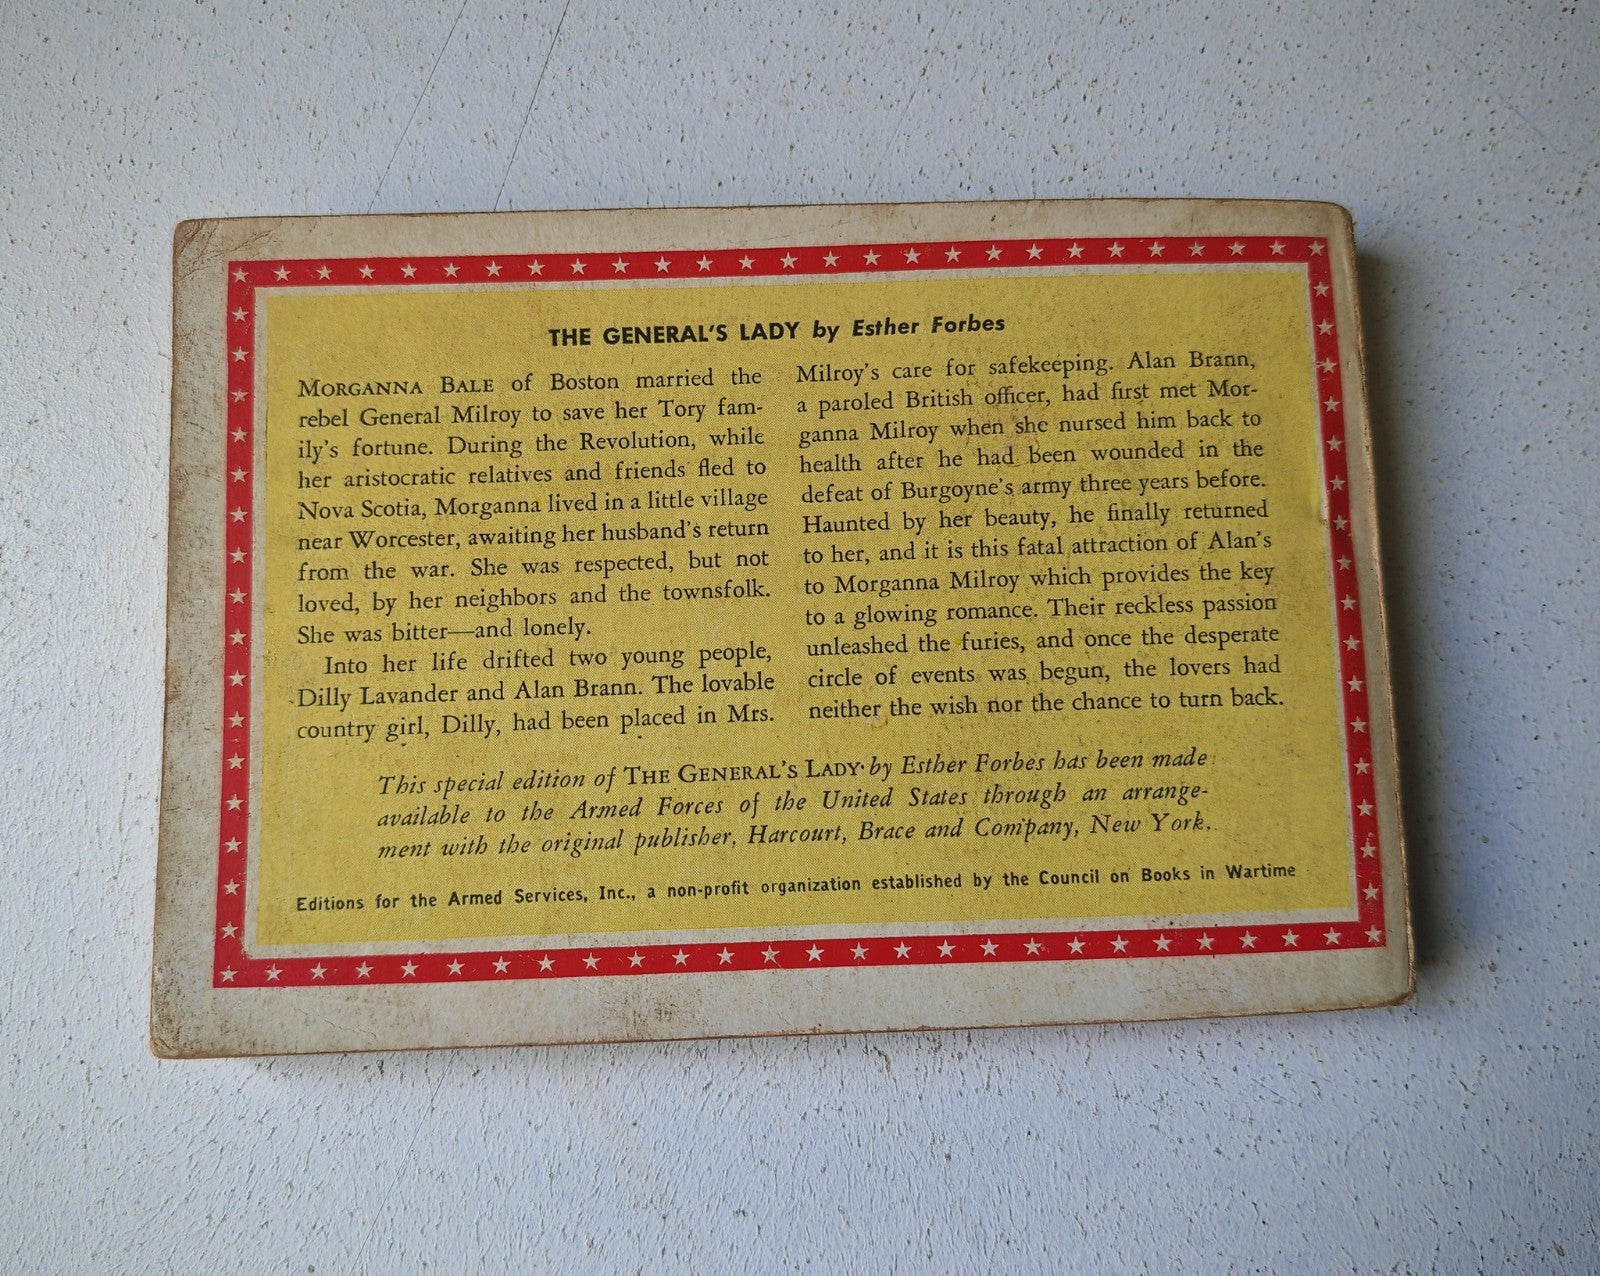 THE GENERAL'S LADY by Esther Forbes
MORGANNA BALE of Boston married the
rebel General Milroy to save her Tory fam-
ily's fortune. During the Revolution, while
her aristocratic relatives and friends fled to
Nova Scotia, Morganna lived in a little village
near Worcester, awaiting her husband's return
from the war. She was respected, but not
loved, by her neighbors and the townsfolk.
She was bitter—and lonely.
Into her life drifted two young people,
Dilly Lavander and Alan Brann. The lovable
country girl, Dilly, had been placed in Mrs.
Milroy's care for safekeeping. Alan Brann,
a paroled British officer, had first met Mor-
ganna Milroy when she nursed him back to
health after he had been wounded in the
defeat of Burgoyne's army three years before.
Haunted by her beauty, he finally returned
to her, and it is this fatal attraction of Alan's
to Morganna Milroy which provides the key
to a glowing romance. Their reckless passion
unleashed the furies, and once the desperate
circle of events was begun, the lovers had
neither the wish nor the chance to turn back.
This special edition of THE GENERAL'S LADY by Esther Forbes has been made
available to the Armed Forces of the United States through an arrange-
ment with the original publisher, Harcourt, Brace and Company, New York.
Editions for the Armed Services, Inc., a non-profit organization established by the Council on Books in Wartime